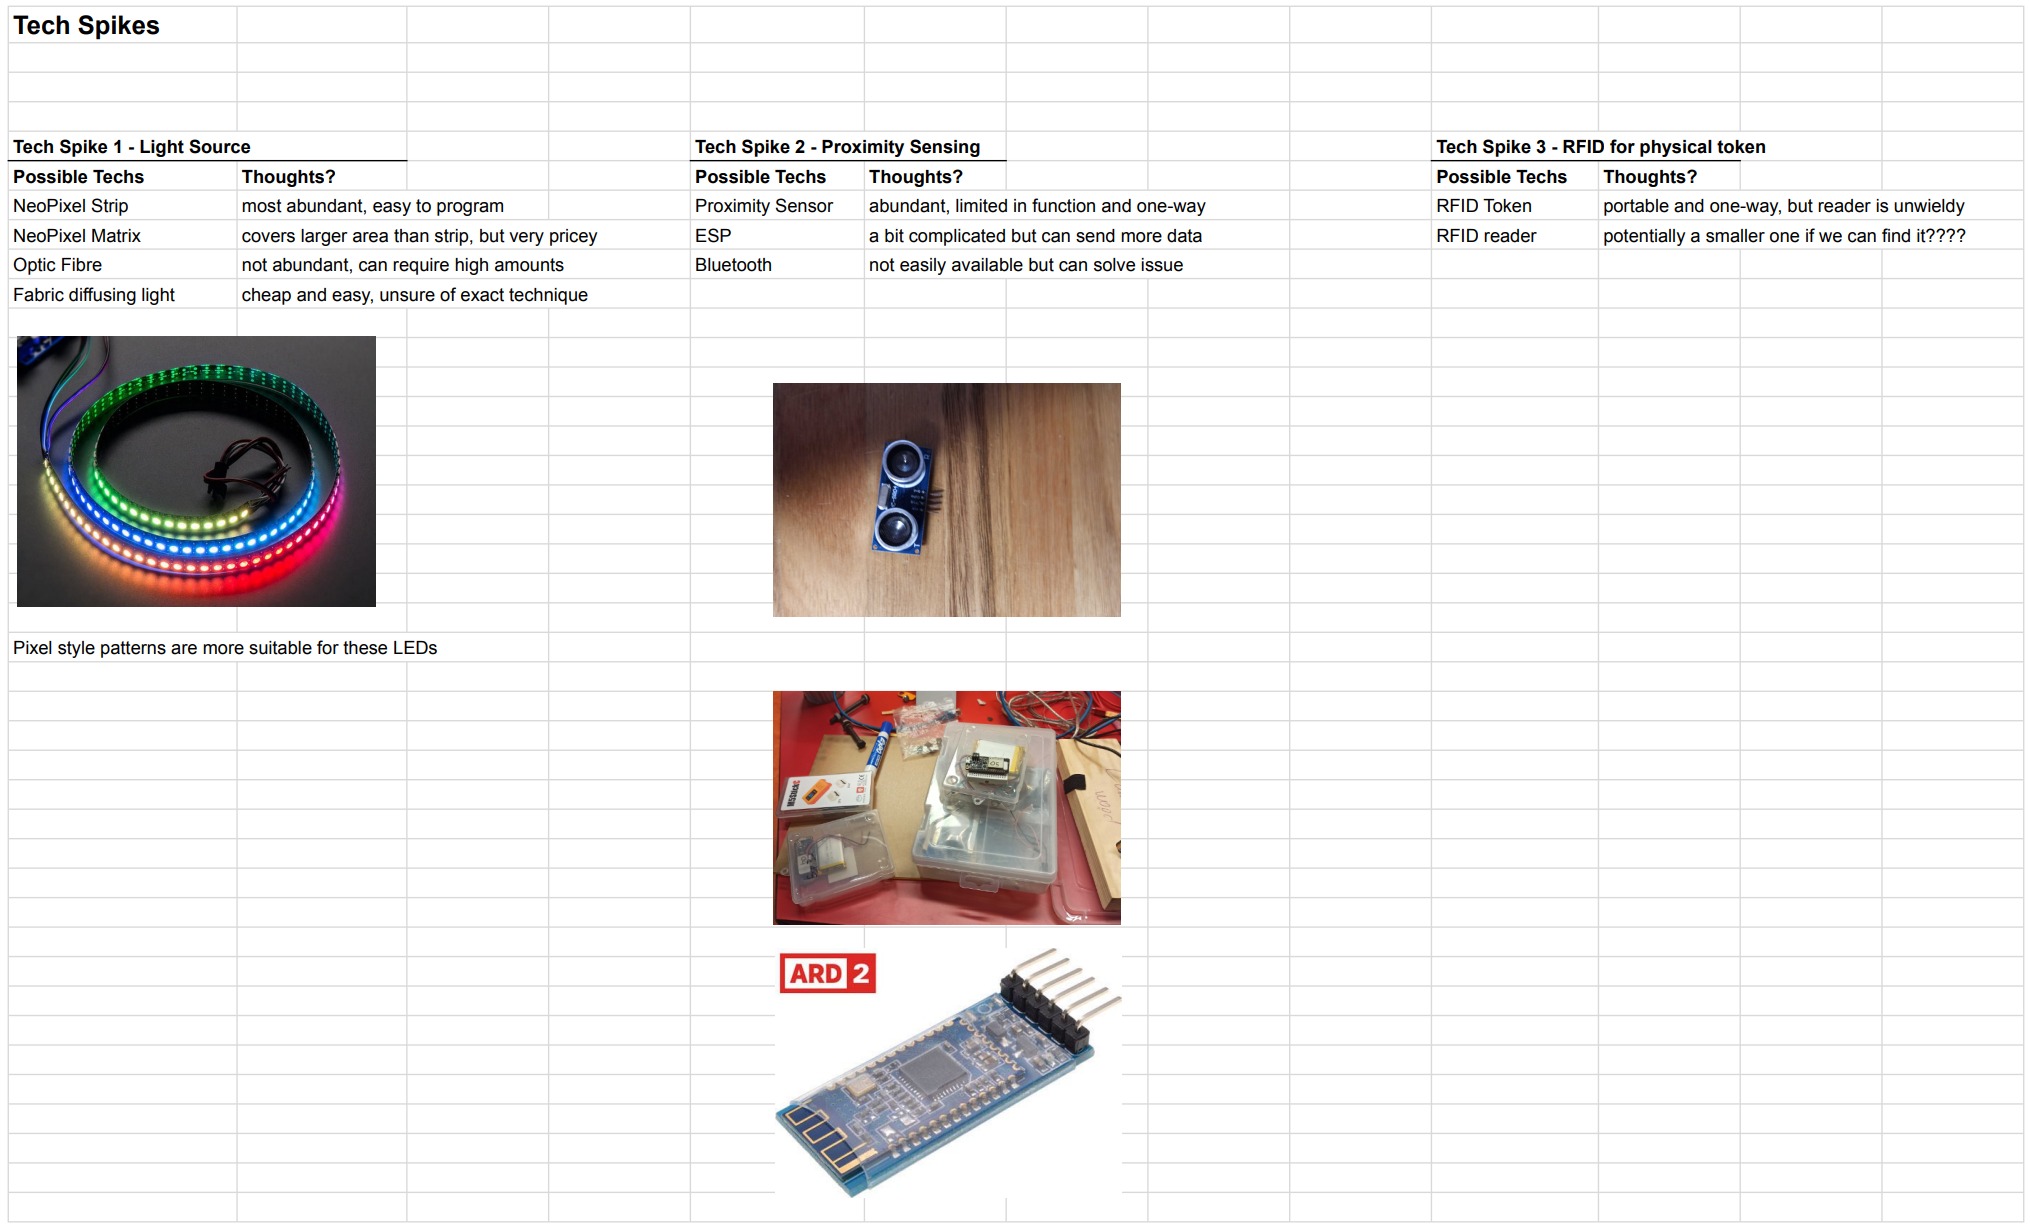 Tech Spikes
Tech Spike 1 - Light Source
Possible Techs Thoughts?
NeoPixel Strip most abundant, easy to program
NeoPixel Matrix covers larger area than strip, but very pricey
Optic Fibre not abundant, can require high amounts
Fabric diffusing light cheap and easy, unsure of exact technique
Pixel style patterns are more suitable for these LEDs
Tech Spike 2 - Proximity Sensing
Possible Techs Thoughts?
Proximity Sensor abundant, limited in function and one-way
ESP a bit complicated but can send more data
Bluetooth not easily available but can solve issue
M5StickC
ARD 2
Tech Spike 3 - RFID for physical token
Possible Techs Thoughts?
RFID Token portable and one-way, but reader is unwieldy
RFID reader potentially a smaller one if we can find it????